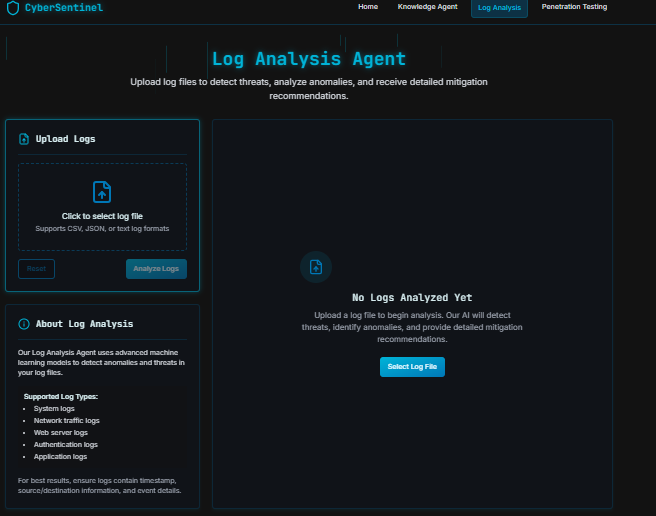 CyberSentinel
Home Knowledge Agent Log Analysis Penetration Testing
Log Analysis Agent
Upload log files to detect threats, analyze anomalies, and receive detailed mitigation
recommendations.
Upload Logs
Click to select log file
Supports CSV, JSON, or text log formats
Reset Analyze Logs
About Log Analysis
Our Log Analysis Agent uses advanced machine
learning models to detect anomalies and threats in
your log files.
Supported Log Types:
• System logs
• Network traffic logs
• Web server logs
• Authentication logs
• Application logs
For best results, ensure logs contain timestamp,
source/destination information, and event details.
No Logs Analyzed Yet
Upload a log file to begin analysis. Our AI will detect
threats, identify anomalies, and provide detailed mitigation
recommendations.
Select Log File